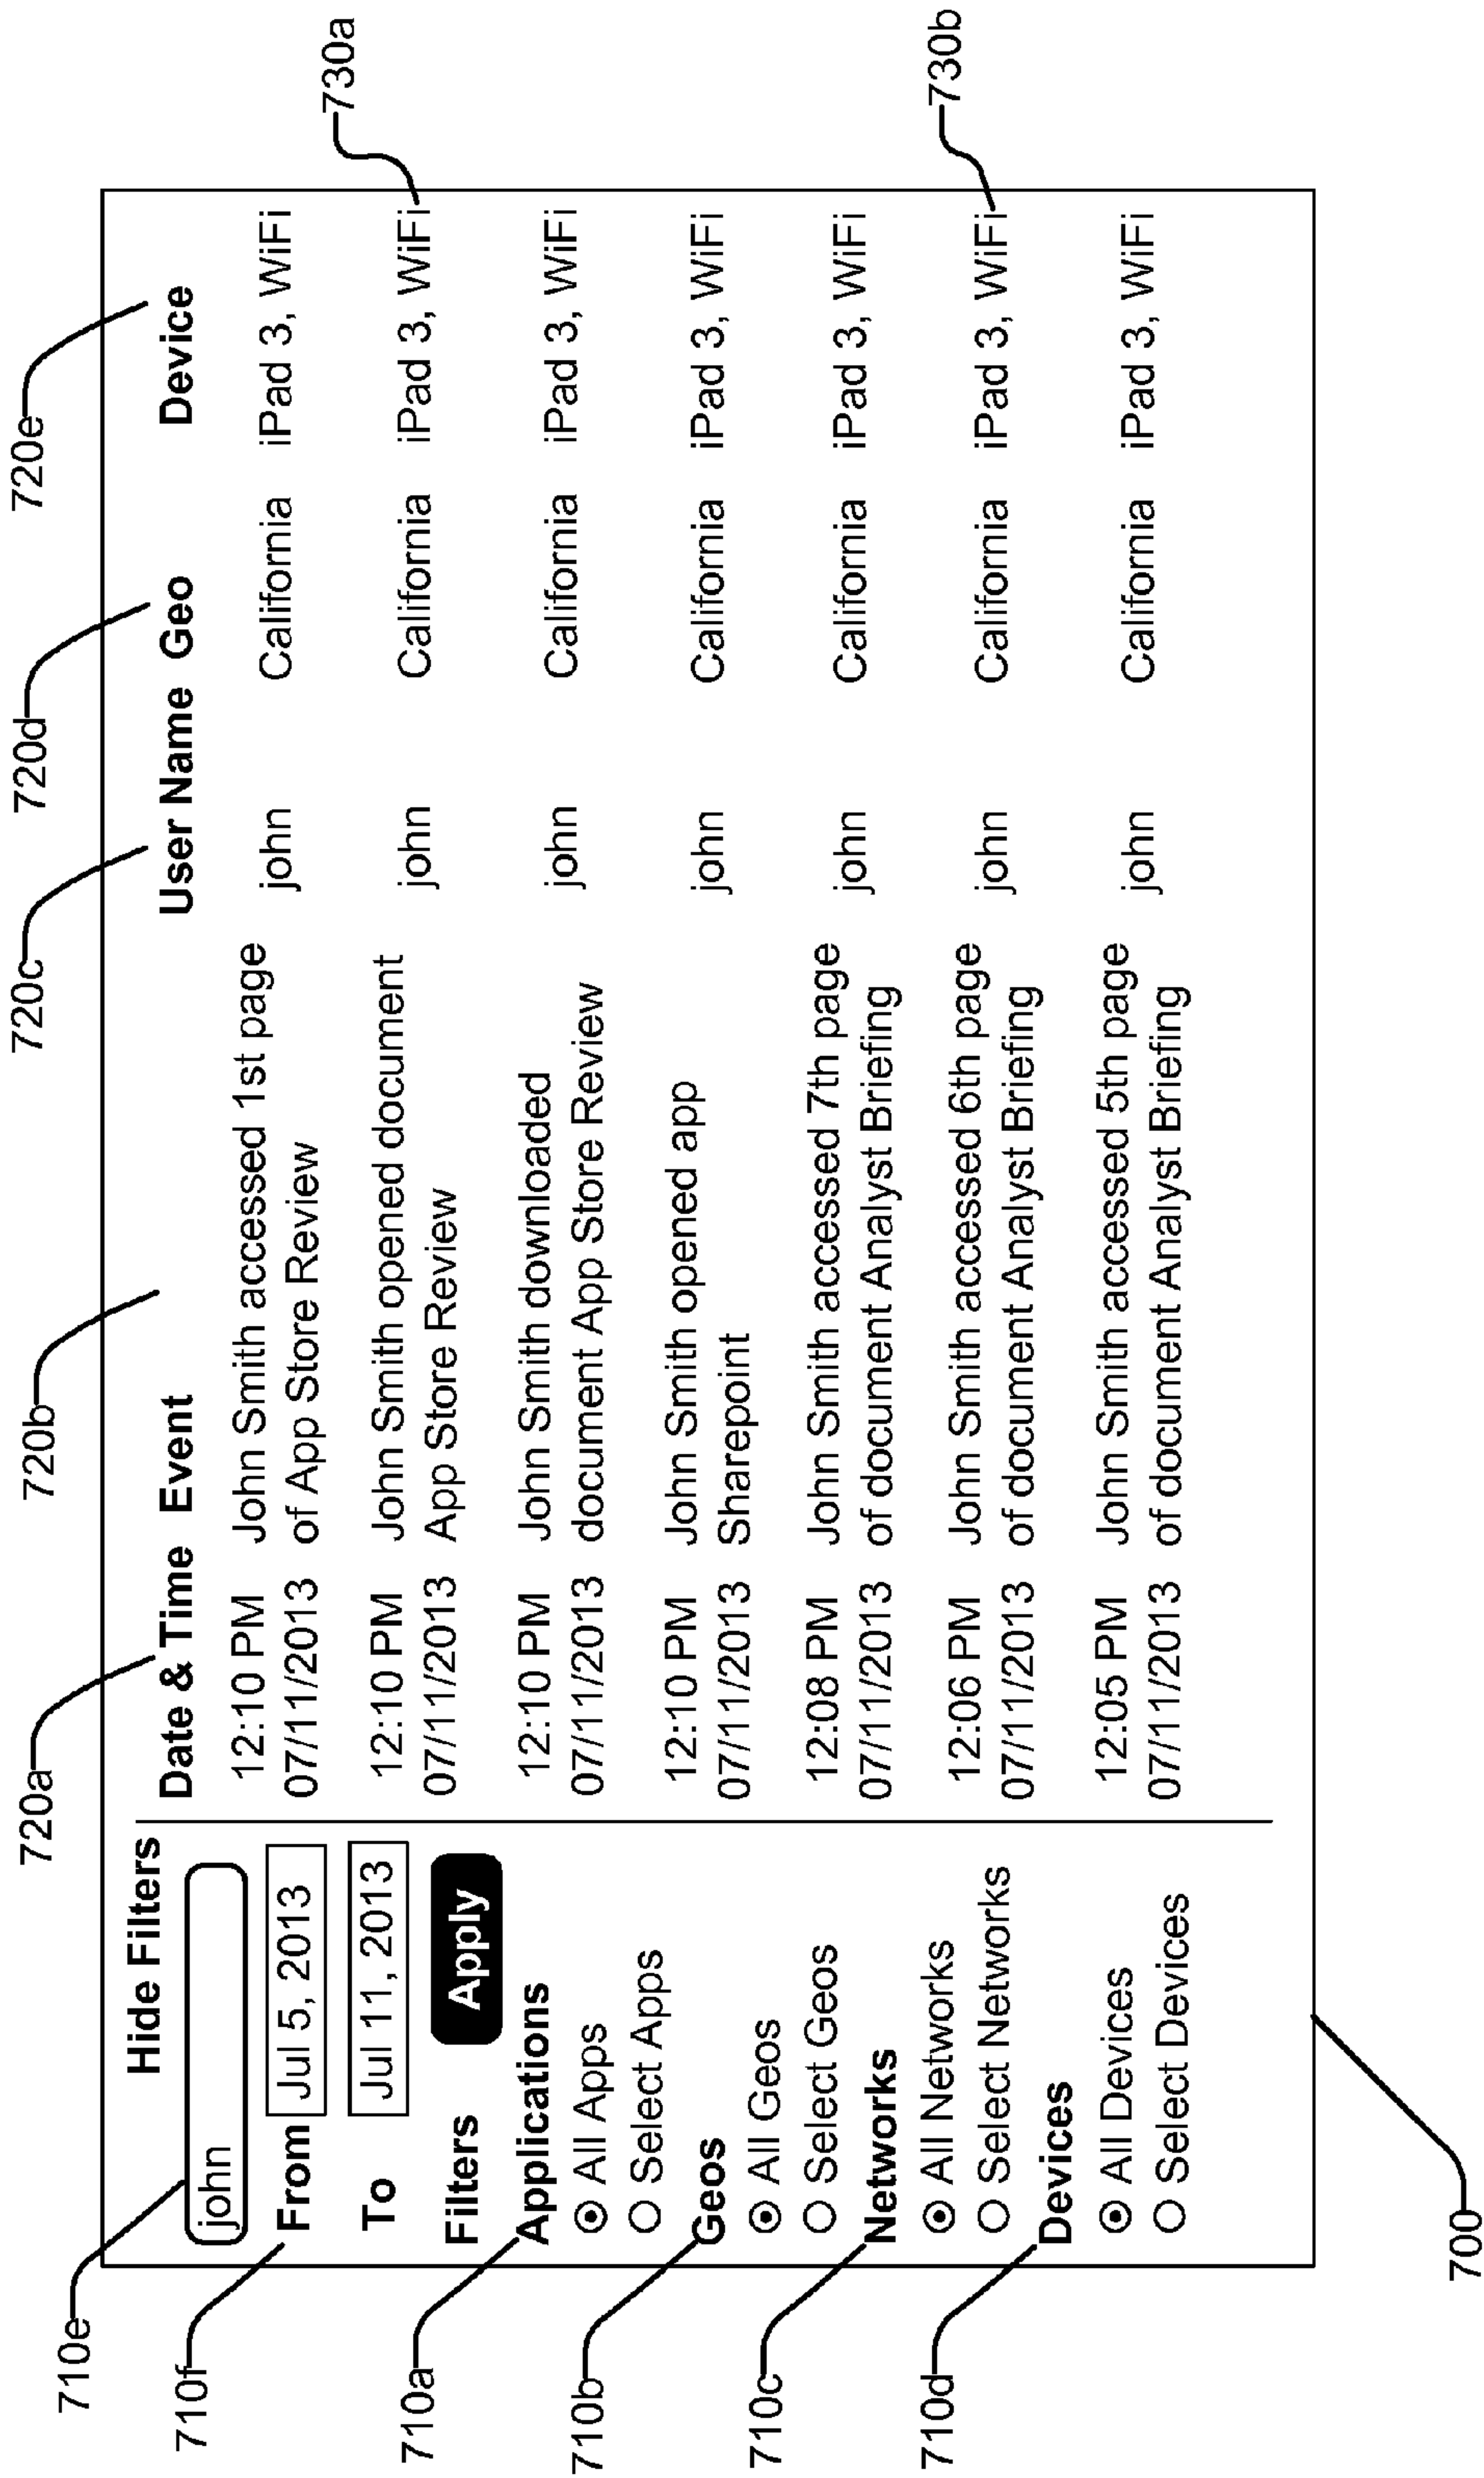 720a
720b
720c
720d
720e
710e
710f
710a
710b
710c
710d
Hide Filters
john
From Jul 5, 2013
To Jul 11, 2013
Filters Apply
Applications
All Apps
Select Apps
Geos
All Geos
Select Geos
Networks
All Networks
Select Networks
Devices
All Devices
Select Devices
Date & Time Event User Name Geo Device
12:10 PM John Smith accessed 1st page john California iPad 3, WiFi
07/11/2013 of App Store Review
12:10 PM John Smith opened document john California iPad 3, WiFi
07/11/2013 App Store Review
12:10 PM John Smith downloaded john California iPad 3, WiFi
07/11/2013 document App Store Review
12:10 PM John Smith opened app john California iPad 3, WiFi
07/11/2013 Sharepoint
12:08 PM John Smith accessed 7th page john California iPad 3, WiFi
07/11/2013 of document Analyst Briefing
12:06 PM John Smith accessed 6th page john California iPad 3, WiFi
07/11/2013 of document Analyst Briefing
12:05 PM John Smith accessed 5th page john California iPad 3, WiFi
07/11/2013 of document Analyst Briefing
730a
730b
700